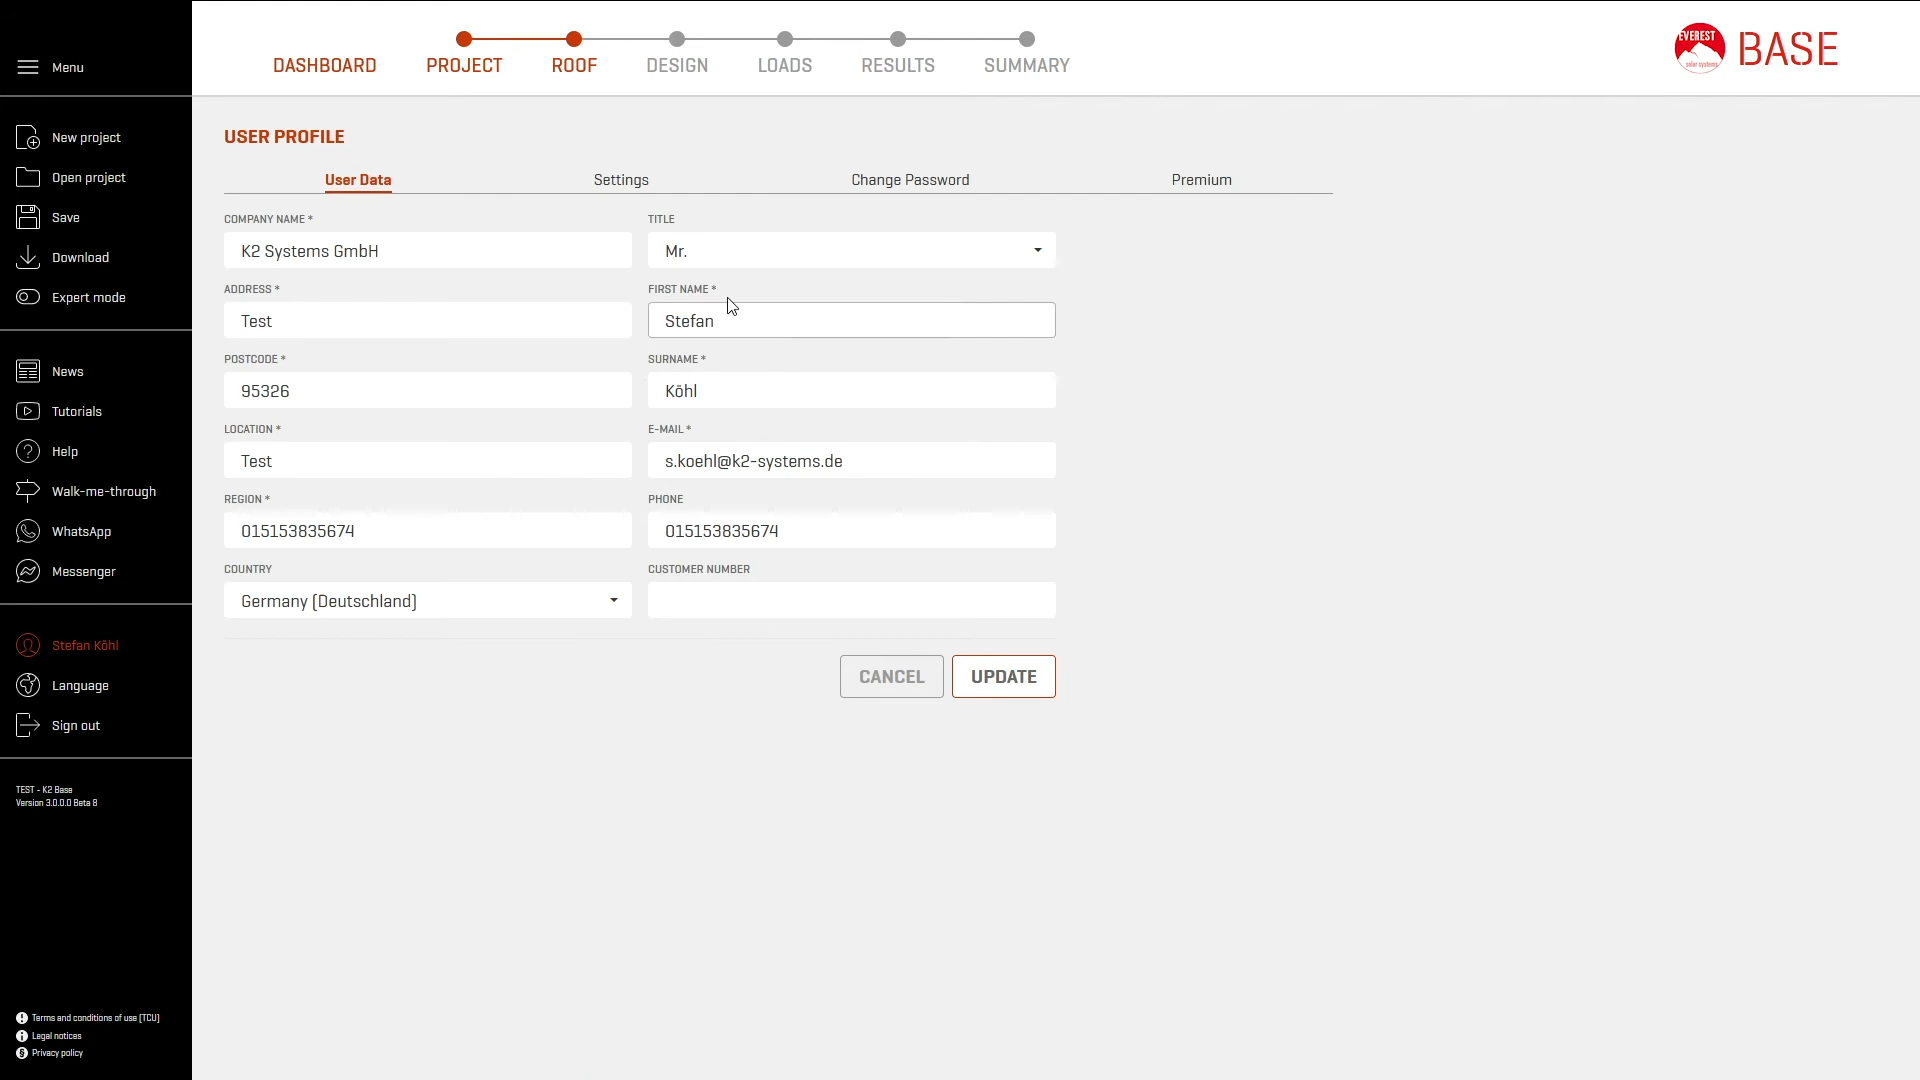 Menu
DASHBOARD PROJECT ROOF DESIGN LOADS RESULTS SUMMARY
EVEREST
solar systems
BASE
New project
Open project
Save
Download
Expert mode
News
Tutorials
Help
Walk-me-through
WhatsApp
Messenger
Stefan Köhl
Language
Sign out
TEST - K2 Base
Version 3.0.0.0 Beta 8
Terms and conditions of use (TCU)
Legal notices
Privacy policy
USER PROFILE
User Data Settings Change Password Premium
COMPANY NAME * TITLE
K2 Systems GmbH Mr.
ADDRESS * FIRST NAME *
Test Stefan
POSTCODE * SURNAME *
95326 Köhl
LOCATION * E-MAIL *
Test s.koehl@k2-systems.de
REGION * PHONE
015153835674 015153835674
COUNTRY CUSTOMER NUMBER
Germany (Deutschland)
CANCEL UPDATE